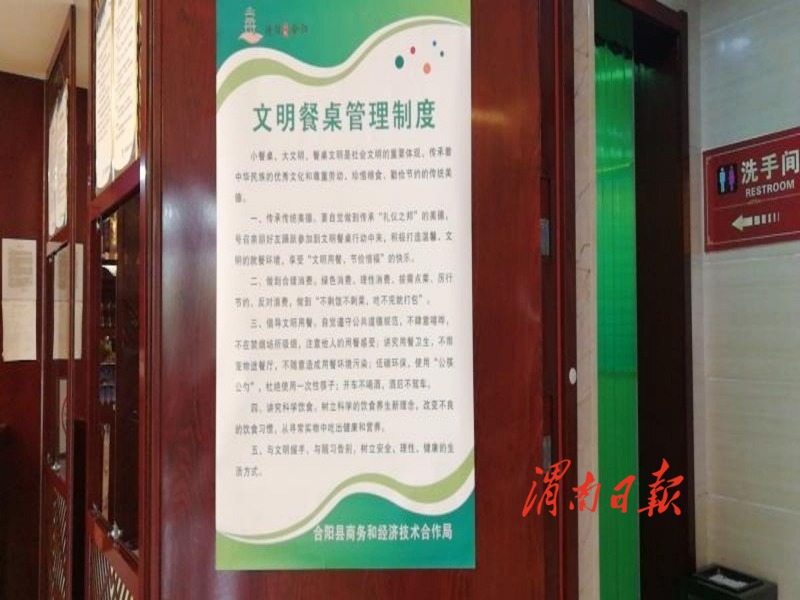 文明餐桌管理制度
小餐桌、大文明，餐桌文明是社会文明的重要体现，传承着
中华民族的优秀文化和尊重劳动、珍惜粮食、勤俭节约的传统美
德。
一、传承传统美德。要自觉做到传承“礼仪之邦”的美德，
号召亲朋好友踊跃参加到文明餐桌行动中来，积极打造温馨、文
明的就餐环境，享受“文明用餐，节俭惜福”的快乐。
二、做到合理消费。绿色消费、理性消费、按需点菜、厉行
节约、反对浪费，做到“不剩饭不剩菜，吃不完就打包”。
三、倡导文明用餐。自觉遵守公共道德规范，不肆意喧哗，
不在禁烟场所吸烟，注意他人的用餐感受；讲究用餐卫生，不用
宠物进餐厅，不随意造成用餐环境污染；低碳环保，使用“公筷
公勺”，杜绝使用一次性筷子；开车不喝酒，酒后不驾车。
四、讲究科学饮食。树立科学的饮食养生新理念，改变不良
的饮食习惯，从寻常实物中吃出健康和营养。
五、与文明握手，与陋习告别，树立安全、理性、健康的生
活方式。
合阳县商务和经济技术合作局
洗手间
RESTROOM
渭南日報